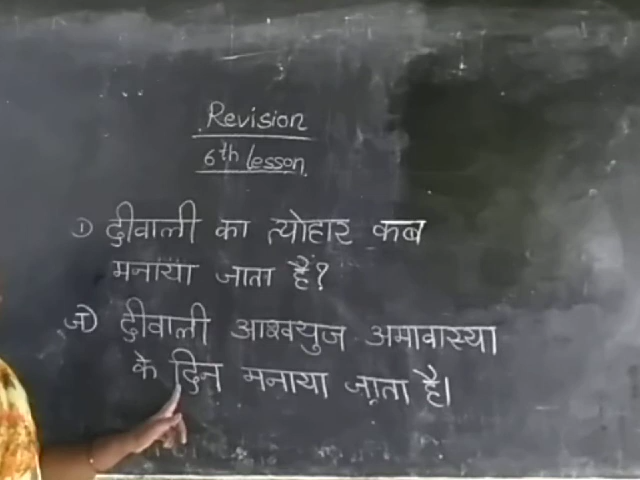 Revision
6th lesson
1) दीवाली का त्योहार कब
मनाया जाता है?
ज) दीवाली आश्वयुज अमावास्या
के दिन मनाया जाता है।